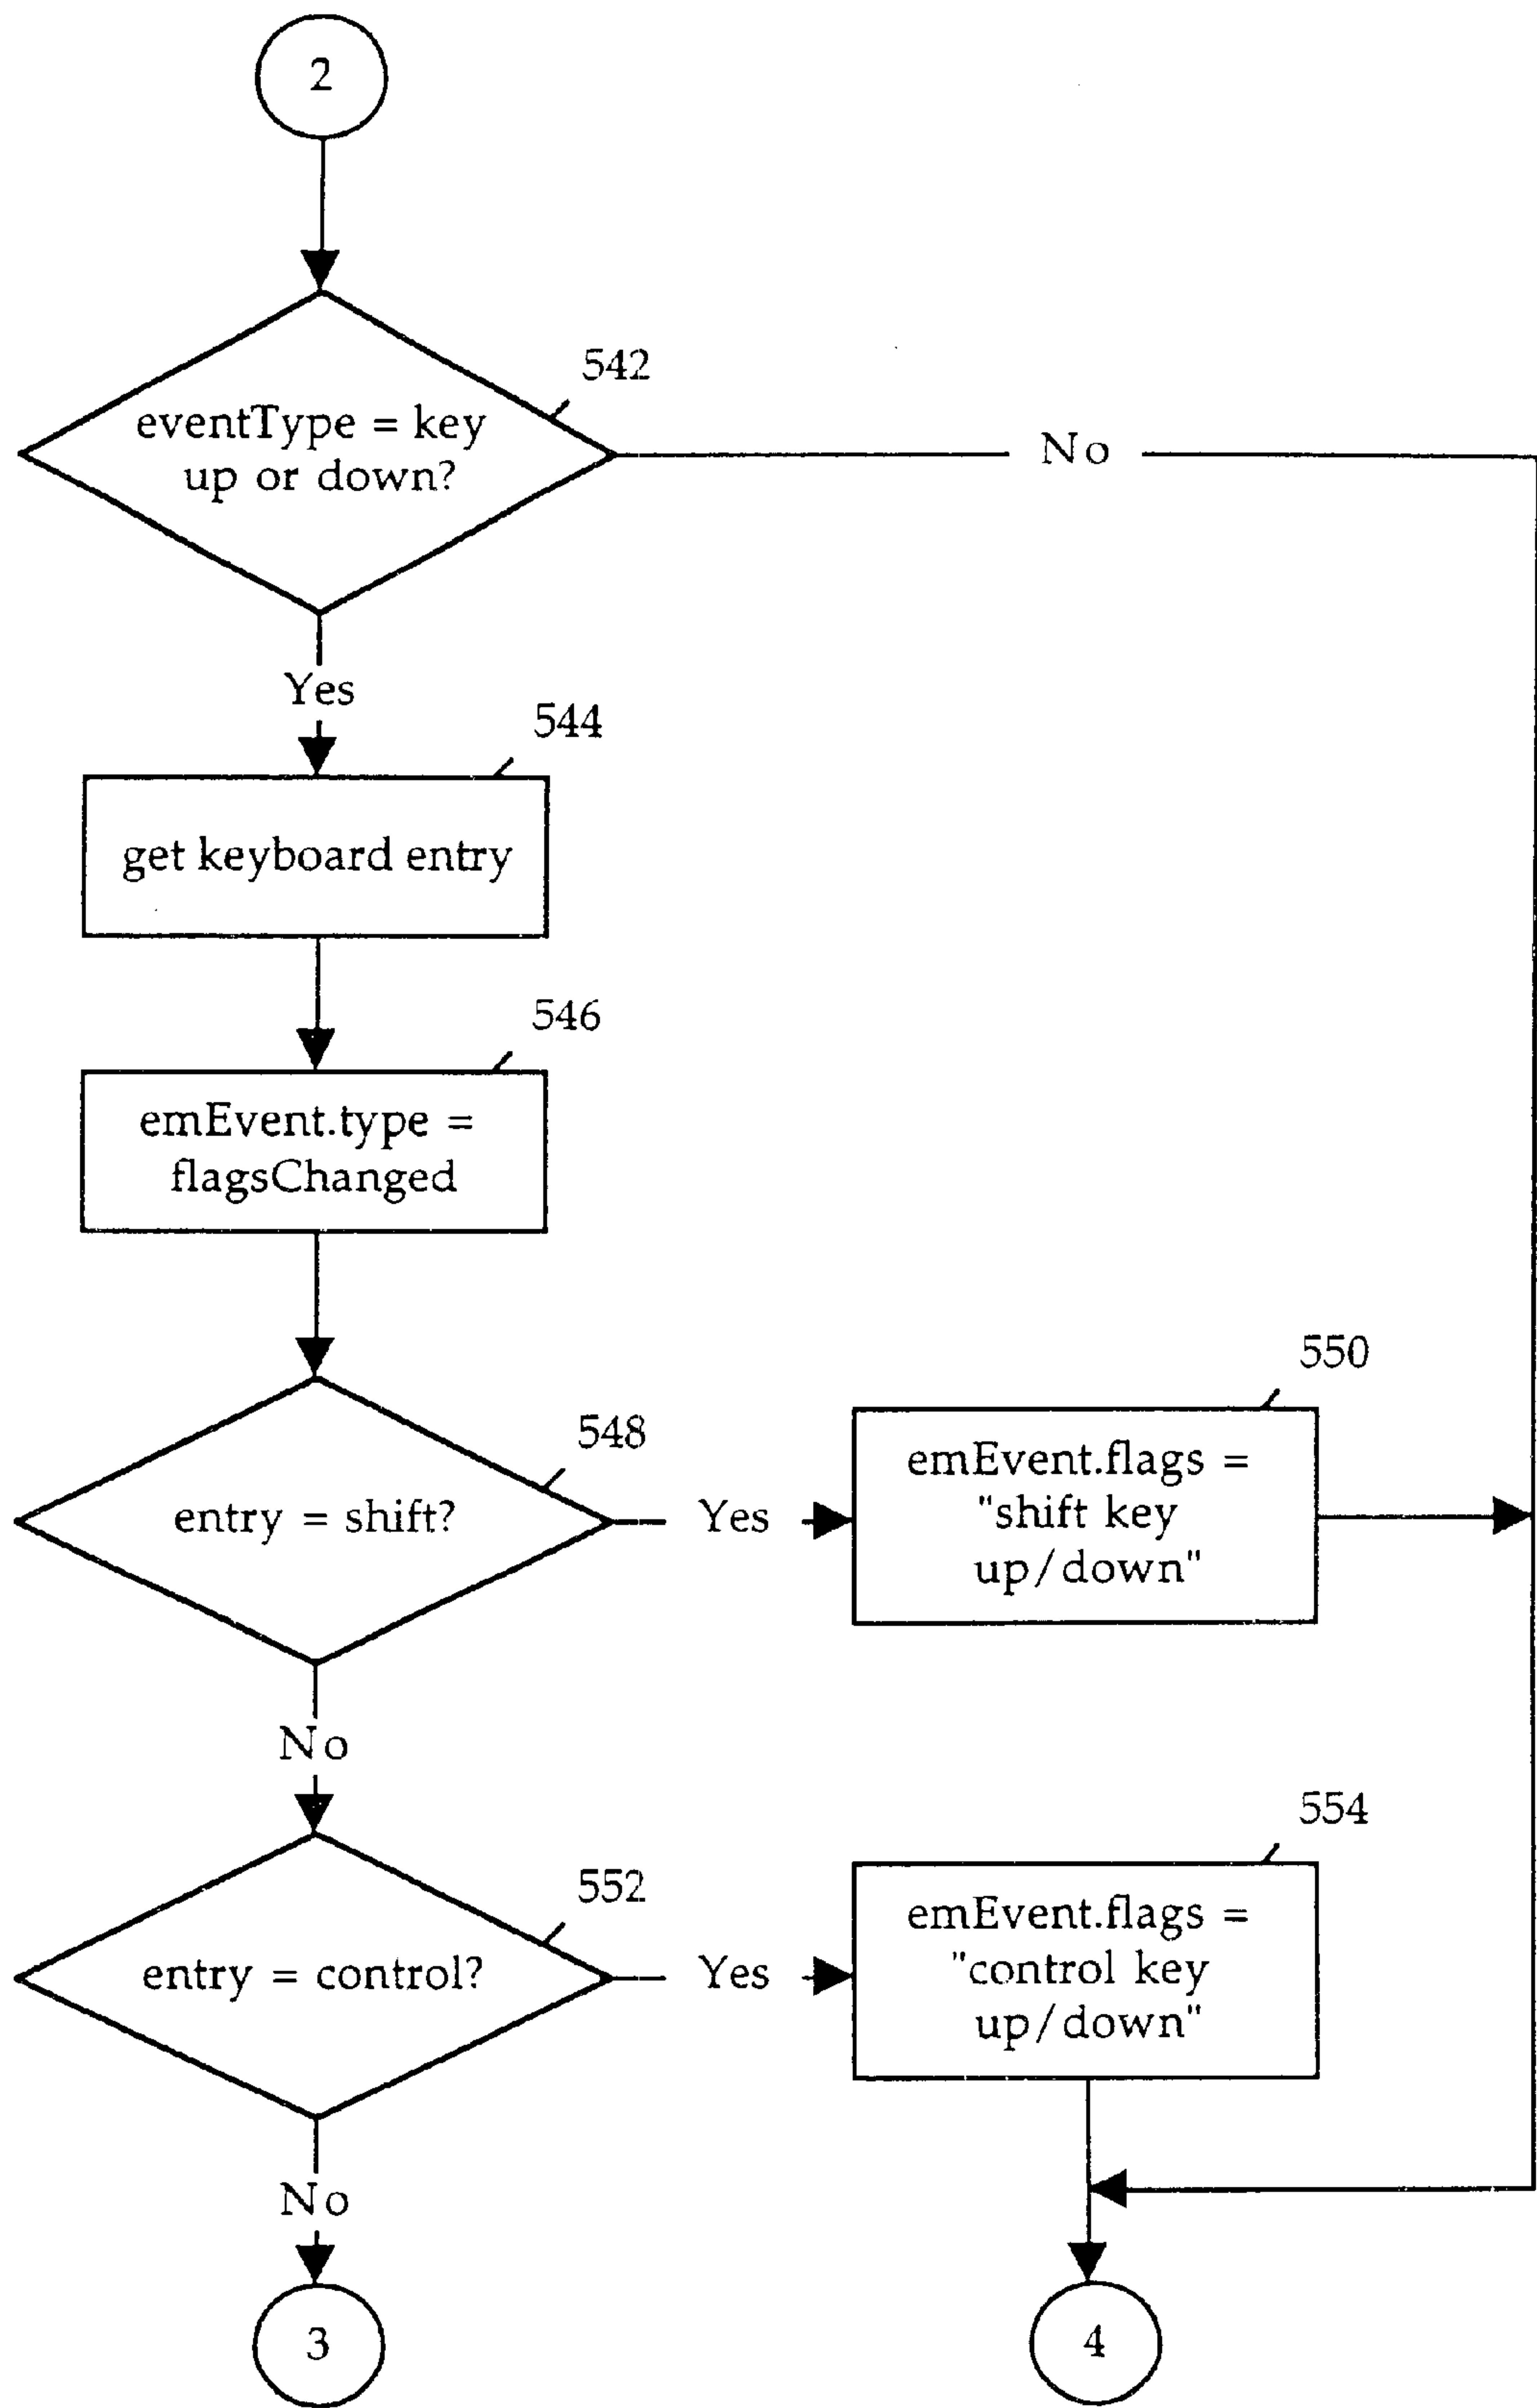 2
542
eventType = key
up or down?
No
Yes
544
get keyboard entry
546
emEvent.type =
flagsChanged
548
entry = shift?
Yes
550
emEvent.flags =
"shift key
up/down"
No
552
entry = control?
Yes
554
emEvent.flags =
"control key
up/down"
No
3
4